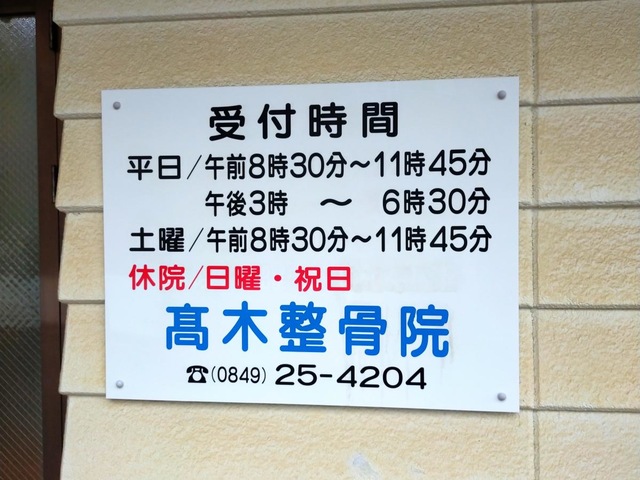 受付時間
平日/午前8時30分～11時45分
午後3時 ～ 6時30分
土曜/午前8時30分～11時45分
休院/日曜・祝日
髙木整骨院
☎(0849) 25-4204